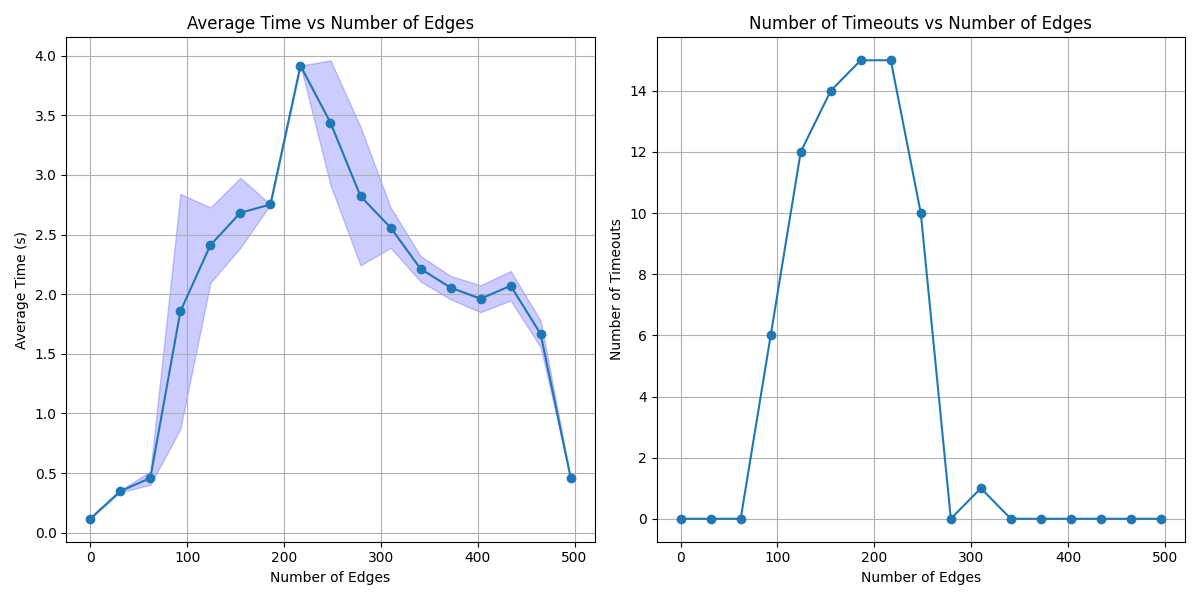 Average Time vs Number of Edges
Average Time (s)
4.0
3.5
3.0
2.5
2.0
1.5
1.0
0.5
0.0
0 100 200 300 400 500
Number of Edges
Number of Timeouts vs Number of Edges
Number of Timeouts
14
12
10
8
6
4
2
0
0 100 200 300 400 500
Number of Edges